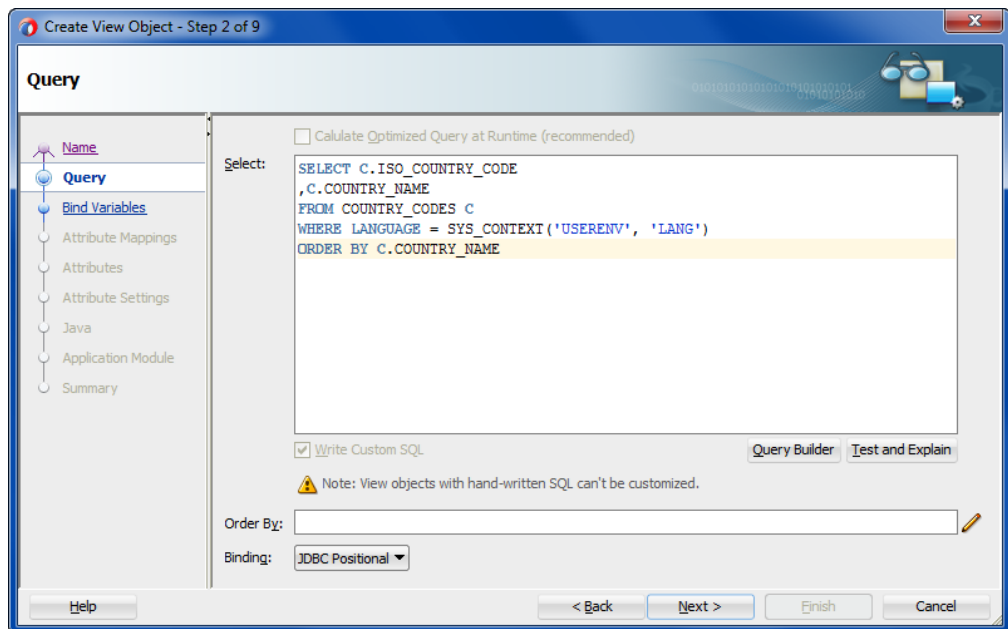 Create View Object - Step 2 of 9
Query
Name
Query
Bind Variables
Attribute Mappings
Attributes
Attribute Settings
Java
Application Module
Summary
Calulate Optimized Query at Runtime (recommended)
Select:
SELECT C.ISO_COUNTRY_CODE
,C.COUNTRY_NAME
FROM COUNTRY_CODES C
WHERE LANGUAGE = SYS_CONTEXT('USERENV', 'LANG')
ORDER BY C.COUNTRY_NAME
Write Custom SQL
Query Builder
Test and Explain
Note: View objects with hand-written SQL can't be customized.
Order By:
Binding:
JDBC Positional
Help
< Back
Next >
Finish
Cancel